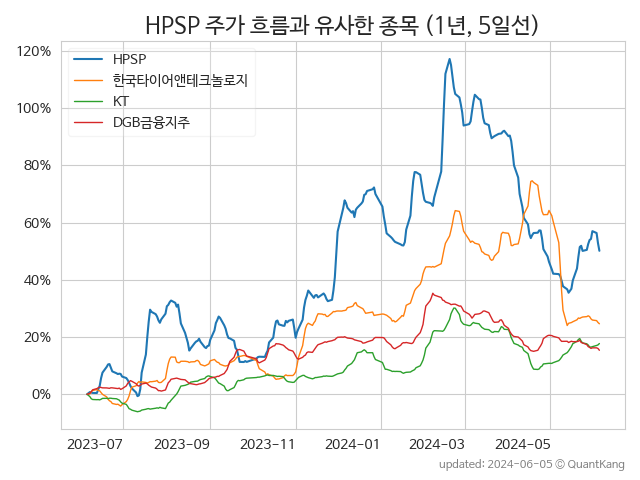 HPSP 주가 흐름과 유사한 종목 (1년, 5일선)
HPSP
한국타이어앤테크놀로지
KT
DGB금융지주
120%
100%
80%
60%
40%
20%
0%
2023-07
2023-09
2023-11
2024-01
2024-03
2024-05
updated: 2024-06-05 © QuantKang